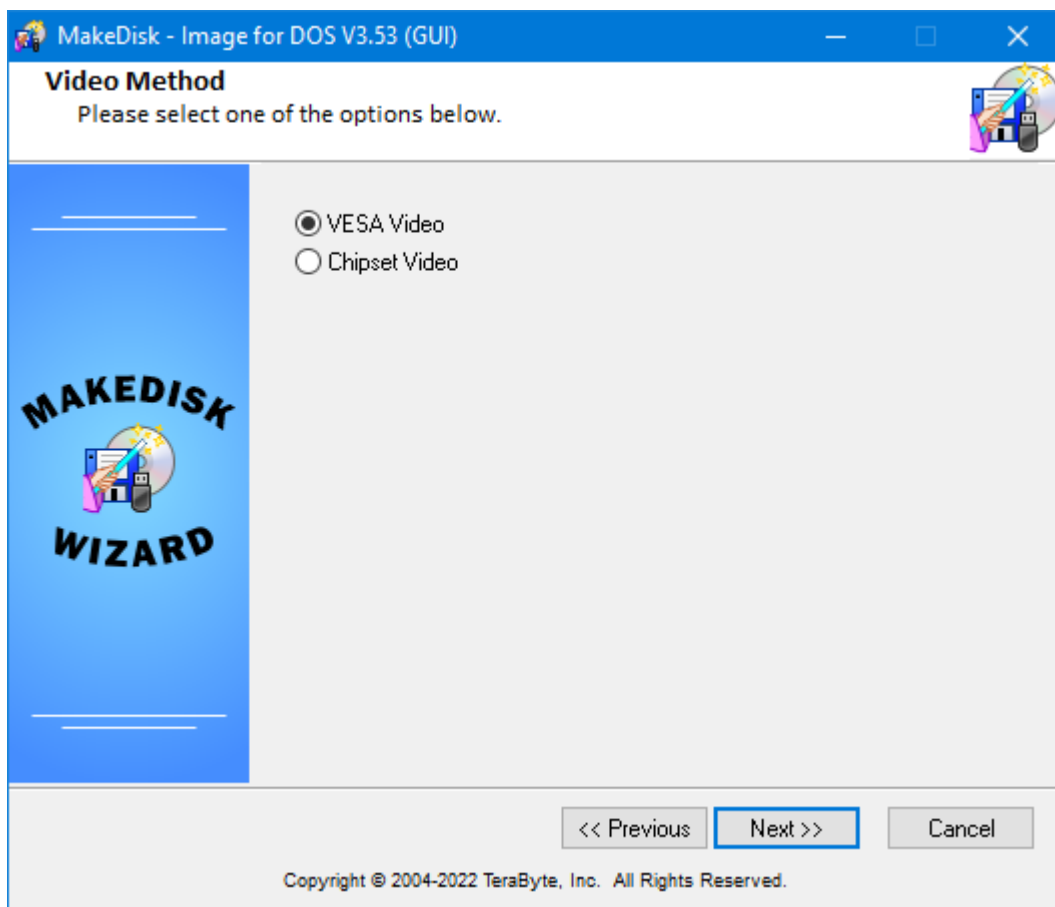 MakeDisk - Image for DOS V3.53 (GUI)
Video Method
Please select one of the options below.
VESA Video
Chipset Video
MAKEDISK
WIZARD
<< Previous
Next >>
Cancel
Copyright © 2004-2022 TeraByte, Inc. All Rights Reserved.